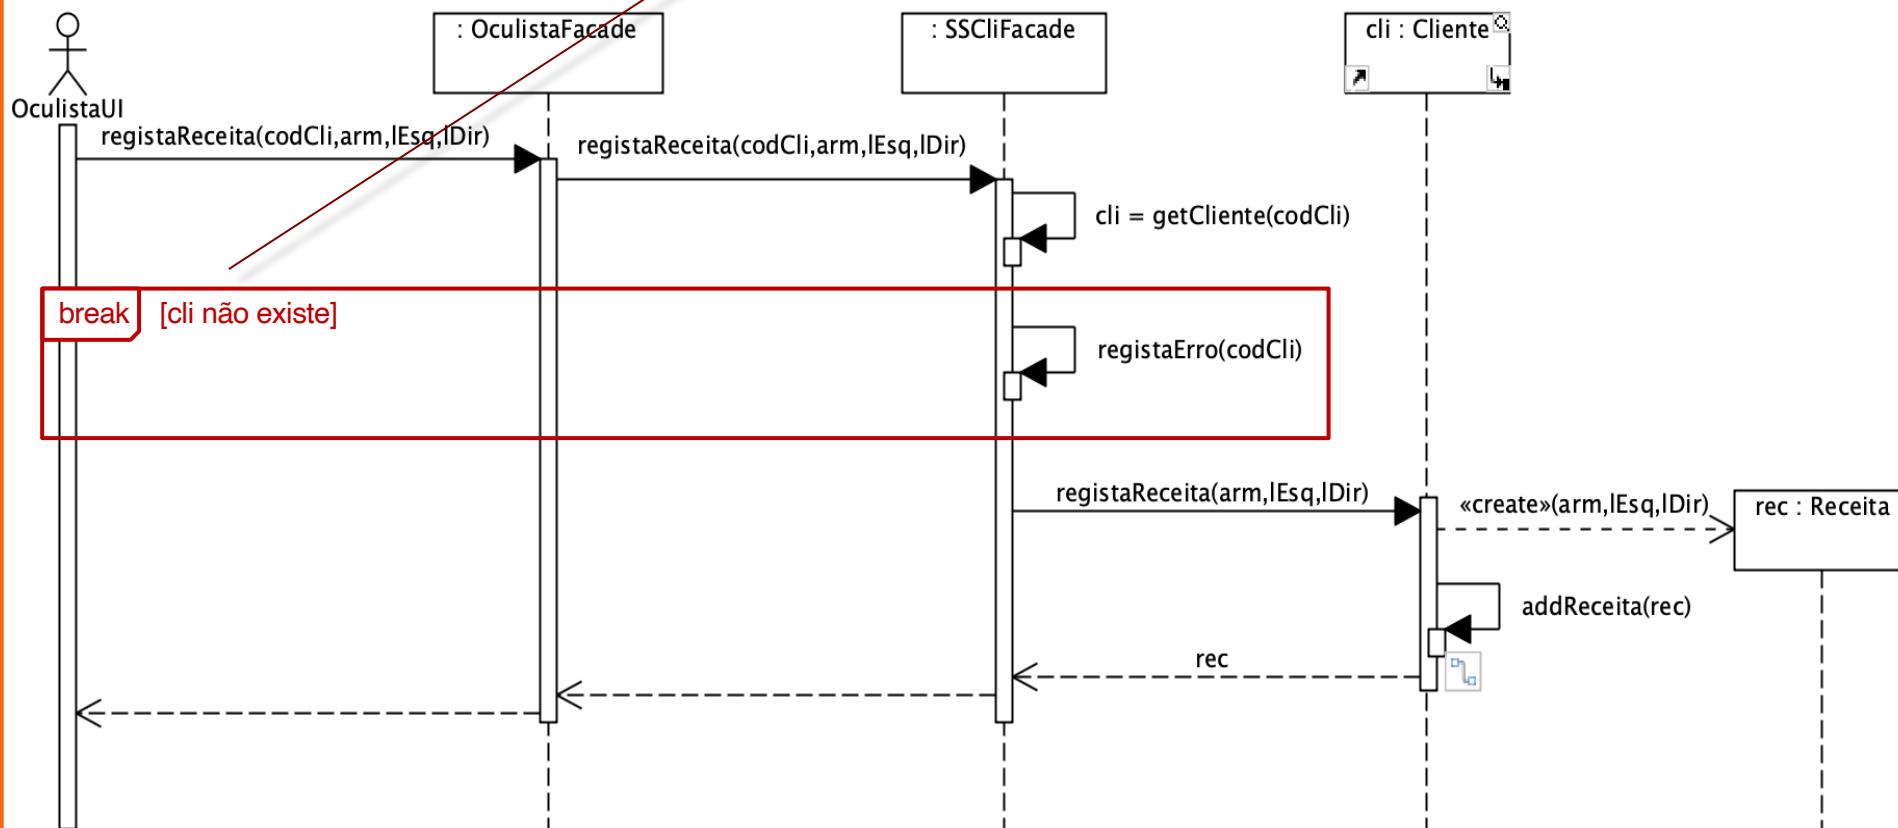 : OculistaFacade
: SSCliFacade
cli : Cliente
OculistaUI
registaReceita(codCli,arm,lEsq,lDir)
registaReceita(codCli,arm,lEsq,lDir)
cli = getCliente(codCli)
break [cli não existe]
registaErro(codCli)
registaReceita(arm,lEsq,lDir)
«create»(arm,lEsq,lDir)
rec : Receita
addReceita(rec)
rec